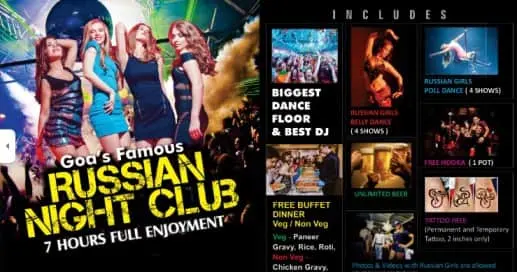 Goa's Famous
RUSSIAN
NIGHT CLUB
7 HOURS FULL ENJOYMENT
INCLUDES
BIGGEST
DANCE
FLOOR
& BEST DJ
RUSSIAN GIRLS
BELLY DANCE
( 4 SHOWS )
RUSSIAN GIRLS
POLL DANCE ( 4 SHOWS)
FREE HOOKA ( 1 POT)
UNLIMITED BEER
FREE BUFFET
DINNER
Veg / Non Veg
Veg - Paneer
Gravy, Rice, Roti,
Non Veg -
Chicken Gravy,
TATTOO FREE
(Permanent and Temporary
Tattoo, 2 inches only)
Photos & Videos with Russian Girls are allowed